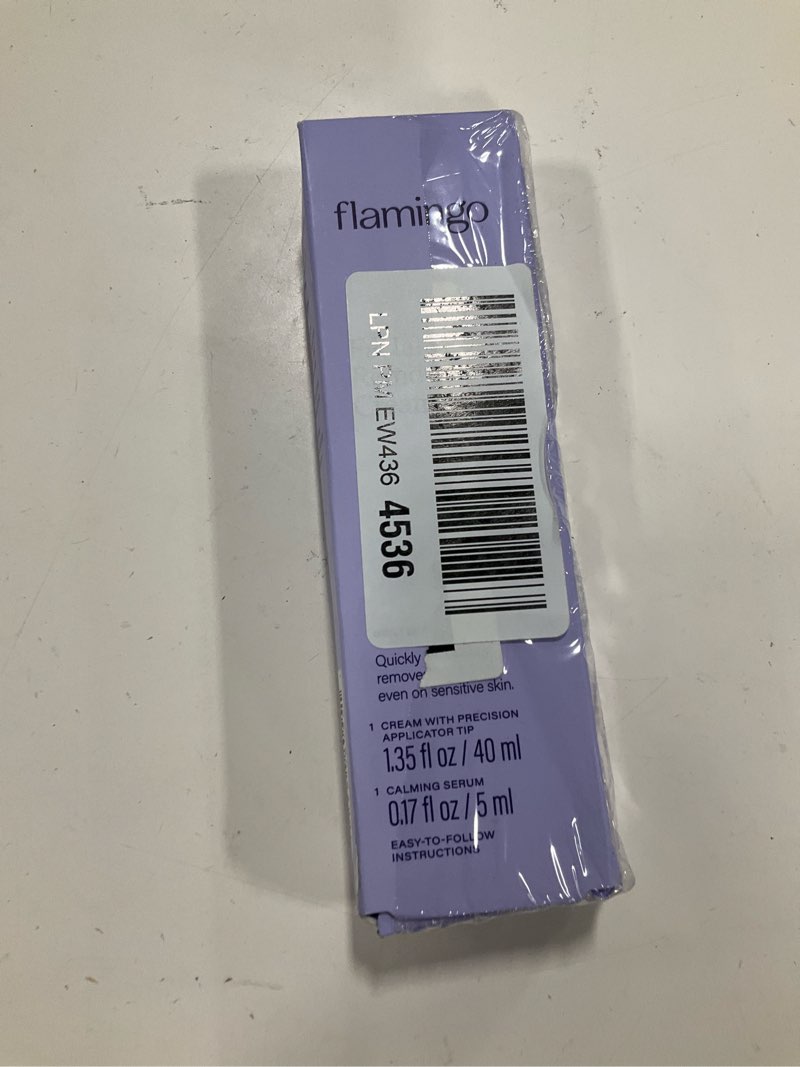 flamingo
LPN PM EW436 4536
Quickly
remove
even on sensitive skin.
1 CREAM WITH PRECISION
APPLICATOR TIP
1.35 fl oz / 40 ml
1 CALMING SERUM
0.17 fl oz / 5 ml
EASY-TO-FOLLOW
INSTRUCTIONS